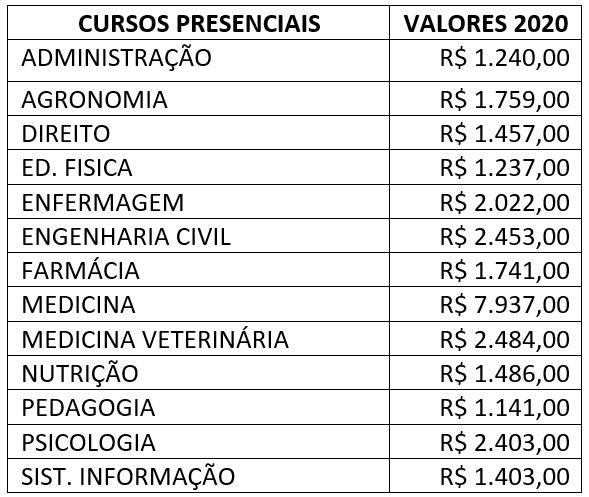 CURSOS PRESENCIAIS VALORES 2020
ADMINISTRAÇÃO R$ 1.240,00
AGRONOMIA R$ 1.759,00
DIREITO R$ 1.457,00
ED. FISICA R$ 1.237,00
ENFERMAGEM R$ 2.022,00
ENGENHARIA CIVIL R$ 2.453,00
FARMÁCIA R$ 1.741,00
MEDICINA R$ 7.937,00
MEDICINA VETERINÁRIA R$ 2.484,00
NUTRIÇÃO R$ 1.486,00
PEDAGOGIA R$ 1.141,00
PSICOLOGIA R$ 2.403,00
SIST. INFORMAÇÃO R$ 1.403,00